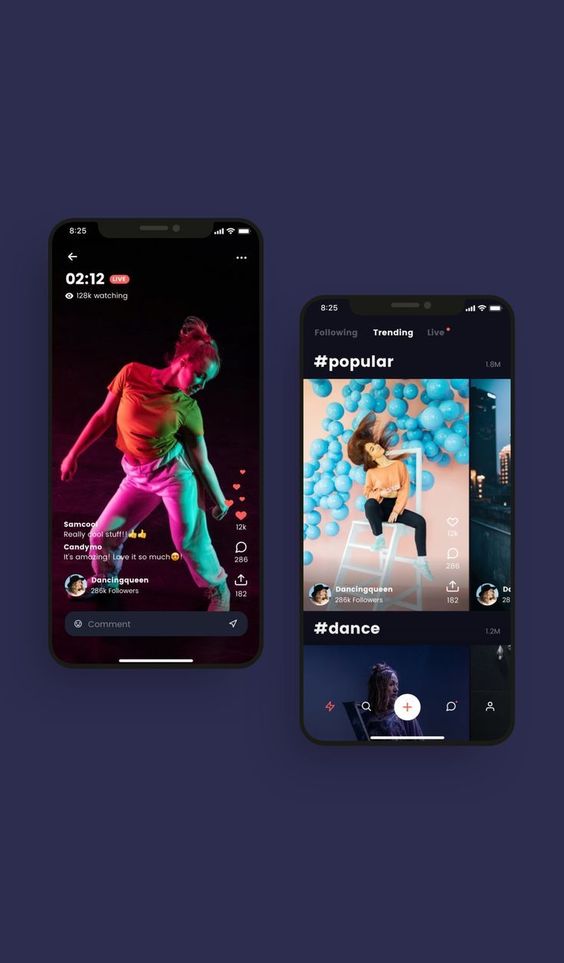 8:25
02:12 LIVE
128k watching
12k
Samcool
Really cool stuff!!👍👍
Candymo
It's amazing! Love it so much😍
286
Dancingqueen
286k Followers
182
Comment
8:25
Following Trending Live
#popular 1.8M
12k
286
Dancingqueen
286k Followers
182
#dance 1.2M